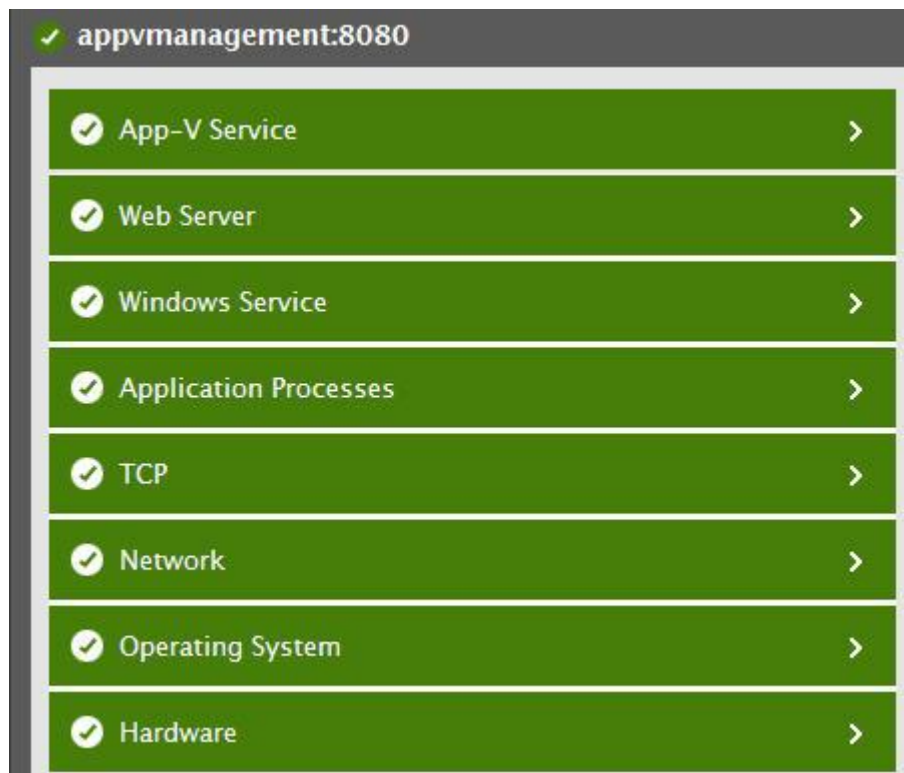 appvmanagement:8080
App-V Service
Web Server
Windows Service
Application Processes
TCP
Network
Operating System
Hardware